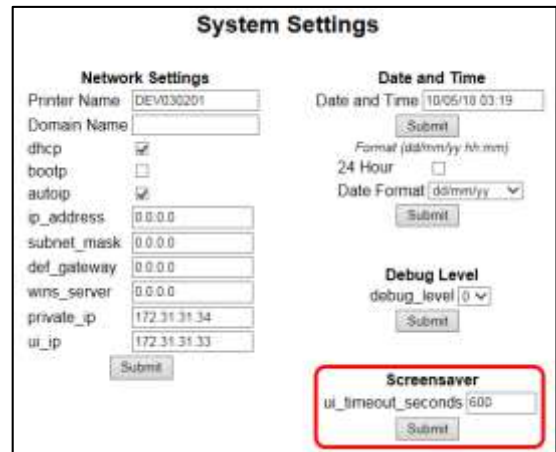 System Settings
Network Settings
Printer Name DEV030201
Domain Name
dhcp
bootp
autoip
ip_address 0.0.0.0
subnet_mask 0.0.0.0
def_gateway 0.0.0.0
wins_server 0.0.0.0
private_ip 172.31.31.34
ui_ip 172.31.31.33
Submit
Date and Time
Date and Time 10/05/18 03:19
Submit
Format (dd/mm/yy hh:mm)
24 Hour
Date Format dd/mm/yy
Submit
Debug Level
debug_level 0
Submit
Screensaver
ui_timeout_seconds 600
Submit